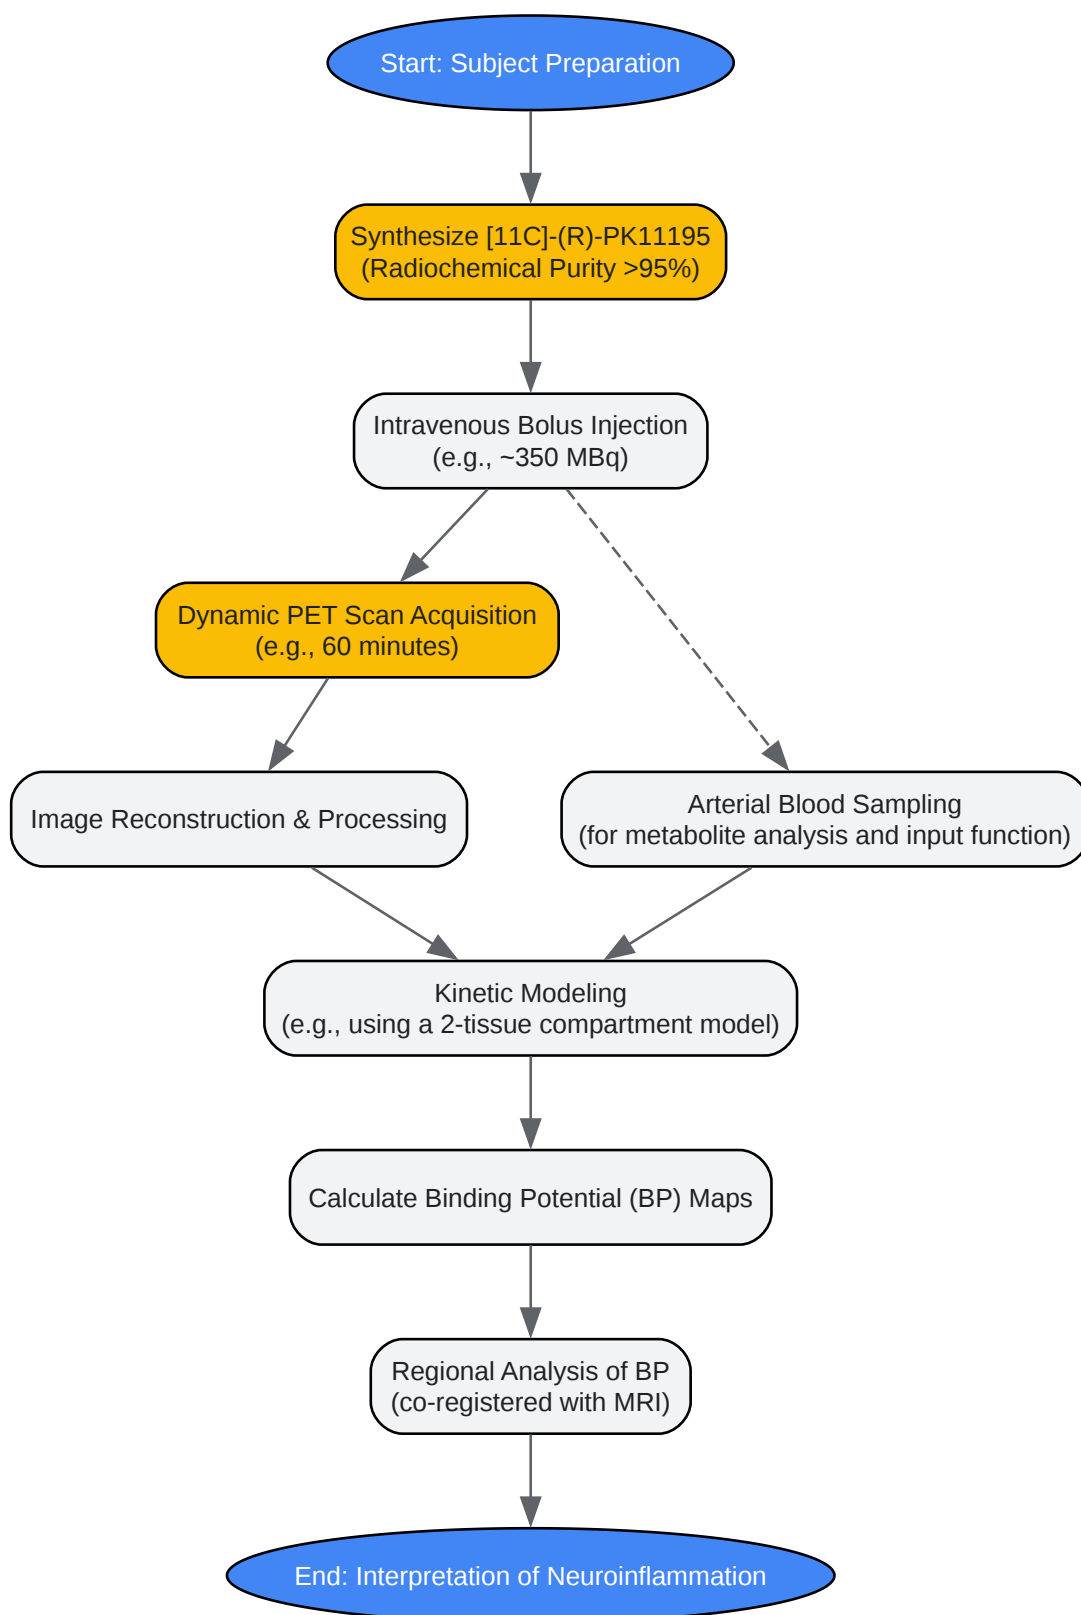 Start: Subject Preparation
Synthesize [11C]-(R)-PK11195
(Radiochemical Purity >95%)
Intravenous Bolus Injection
(e.g., ~350 MBq)
Dynamic PET Scan Acquisition
(e.g., 60 minutes)
Image Reconstruction & Processing
Arterial Blood Sampling
(for metabolite analysis and input function)
Kinetic Modeling
(e.g., using a 2-tissue compartment model)
Calculate Binding Potential (BP) Maps
Regional Analysis of BP
(co-registered with MRI)
End: Interpretation of Neuroinflammation